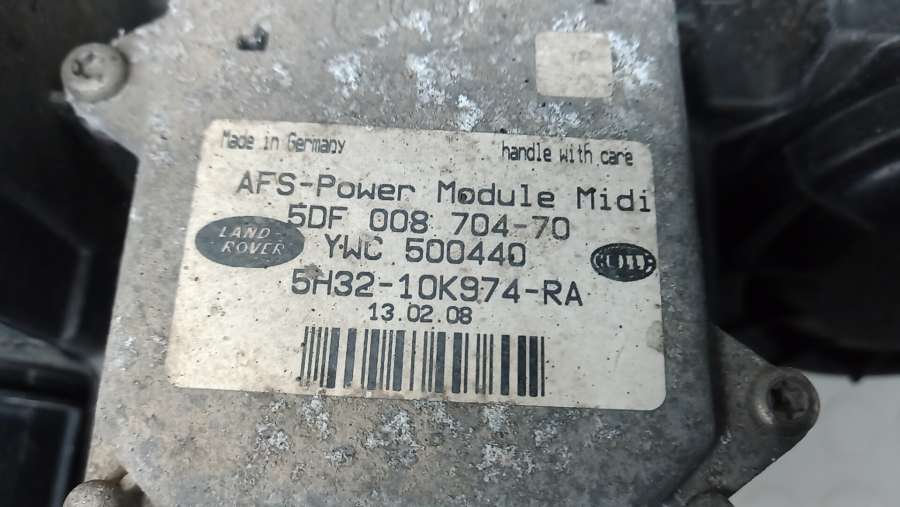 Made in Germany
handle with care
AFS-Power Module Midi
5DF 008 704-70
LAND-
ROVER
YWC 500440
5H32-10K974-RA
13.02.08